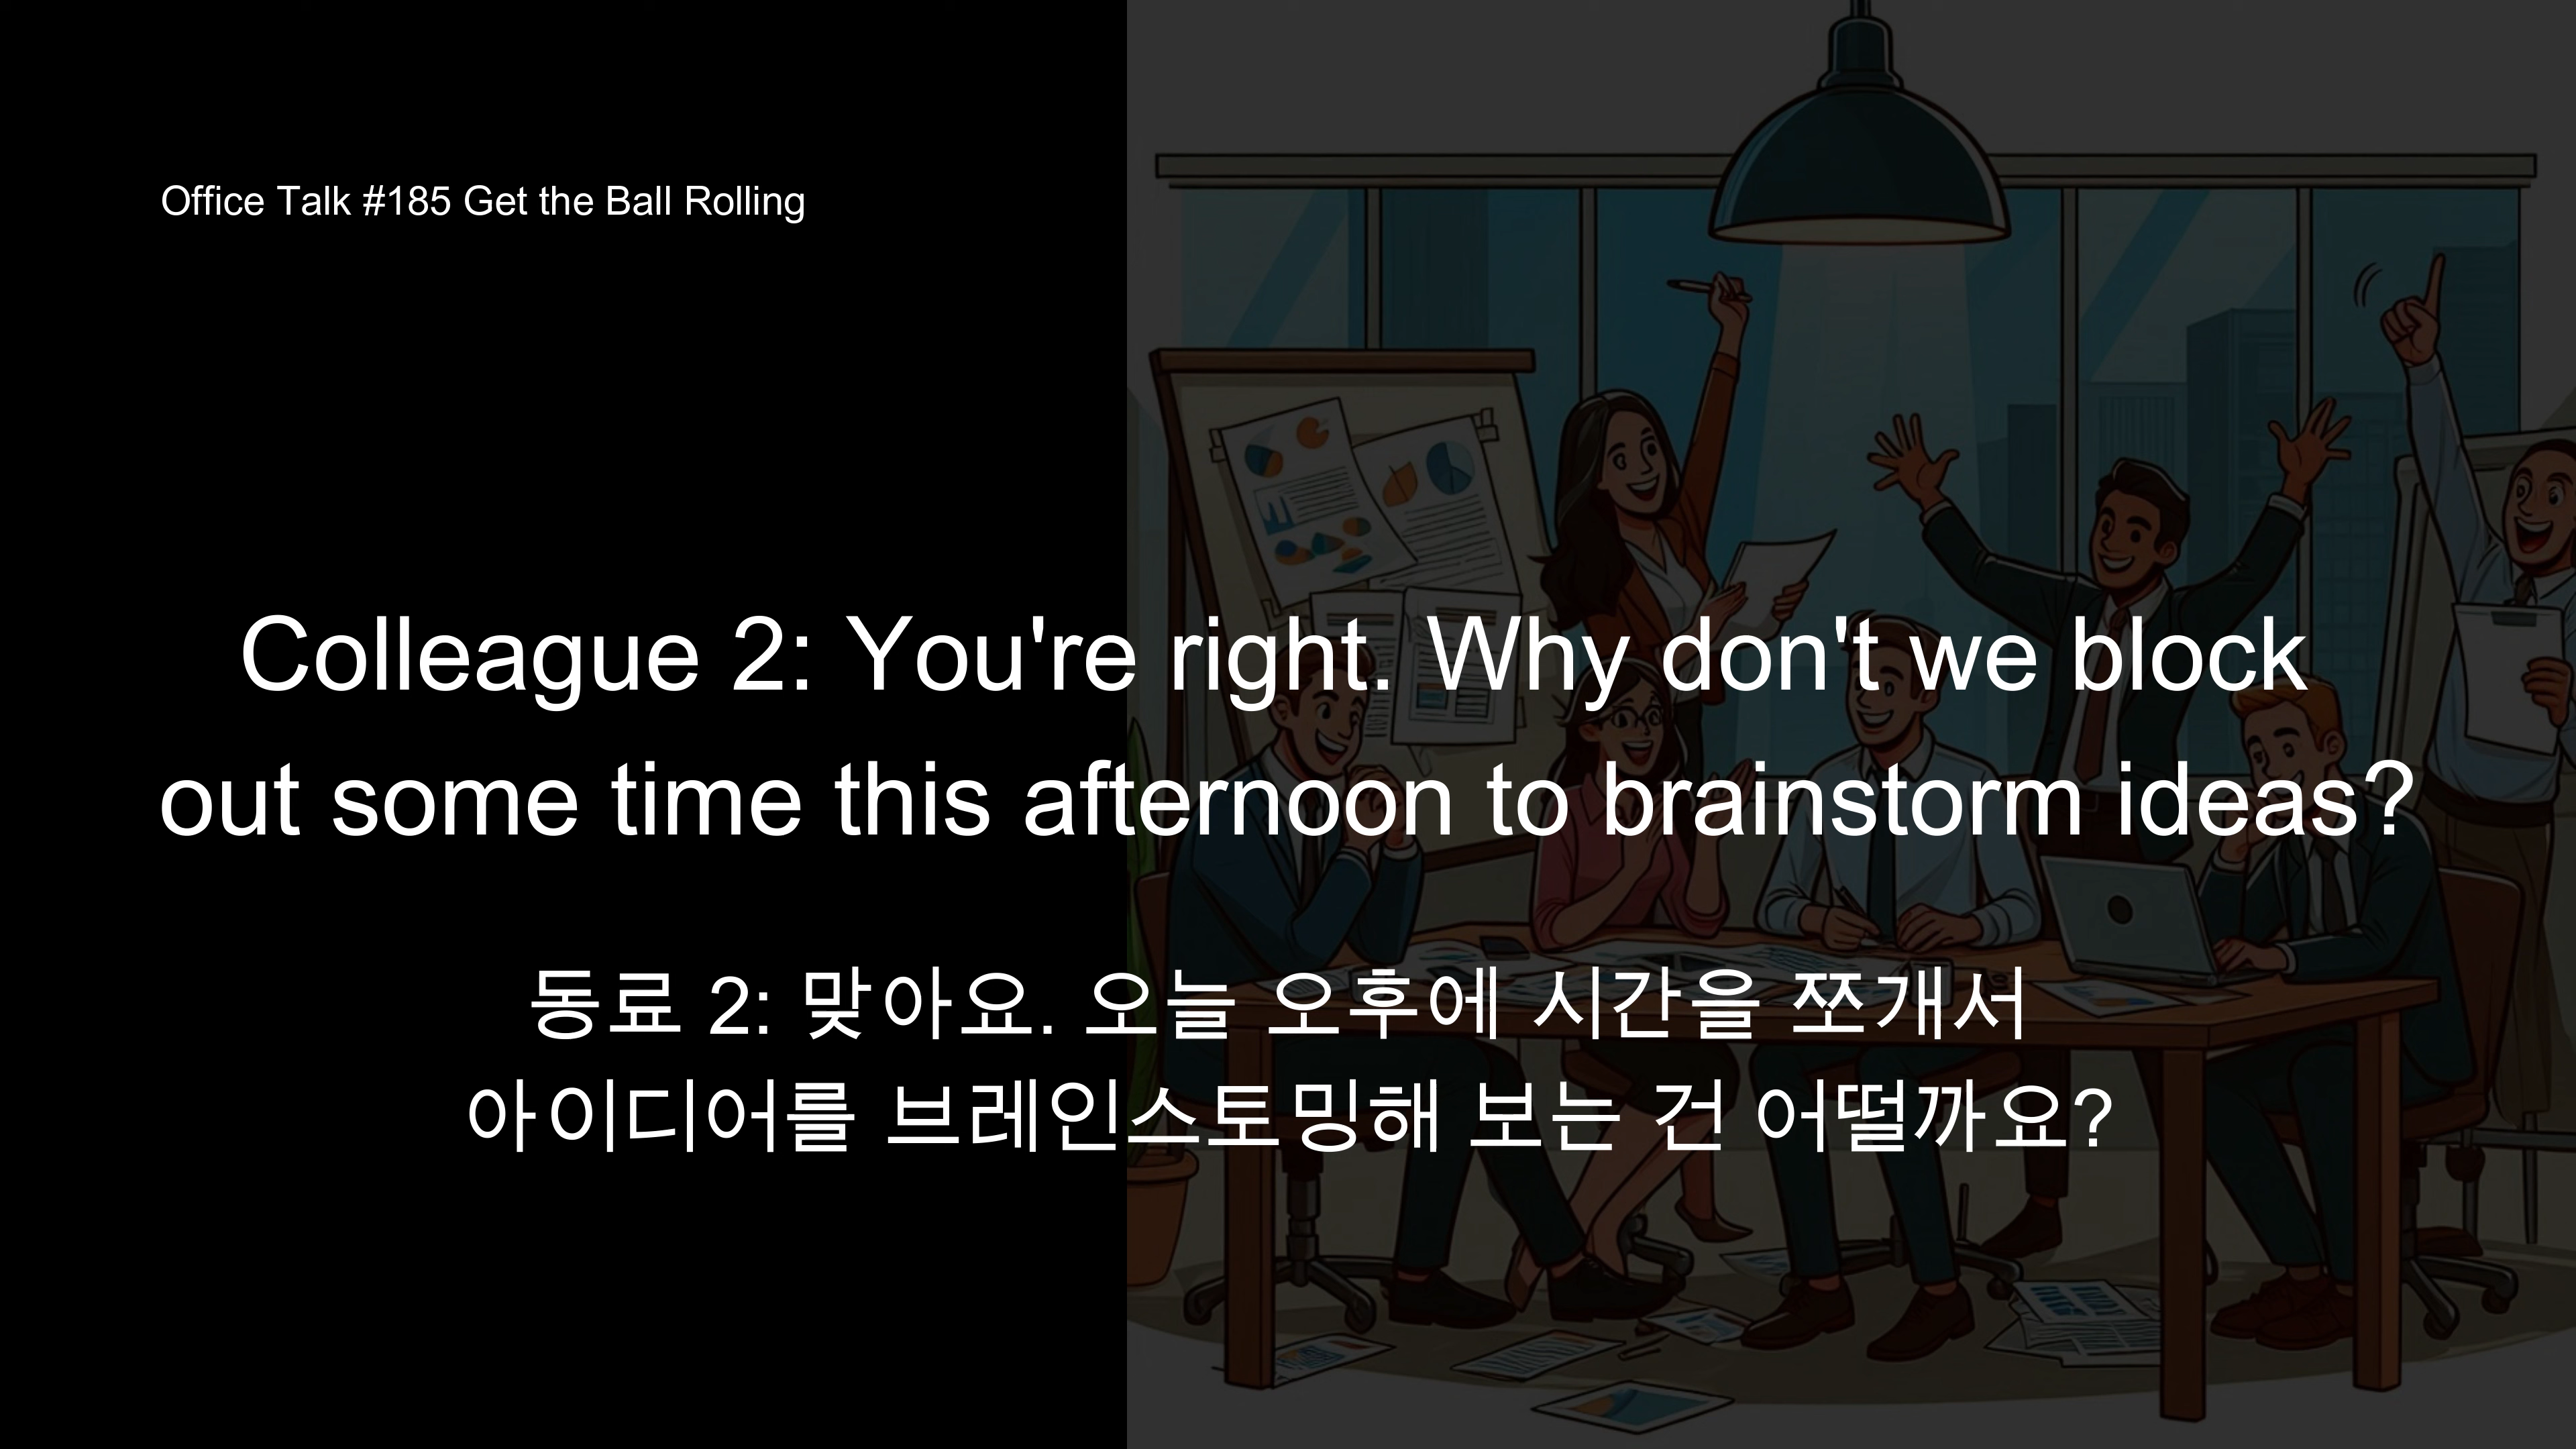 Office Talk #185 Get the Ball Rolling
Colleague 2: You're right. Why don't we block
out some time this afternoon to brainstorm ideas?
동료 2: 맞아요. 오늘 오후에 시간을 쪼개서
아이디어를 브레인스토밍해 보는 건 어떨까요?